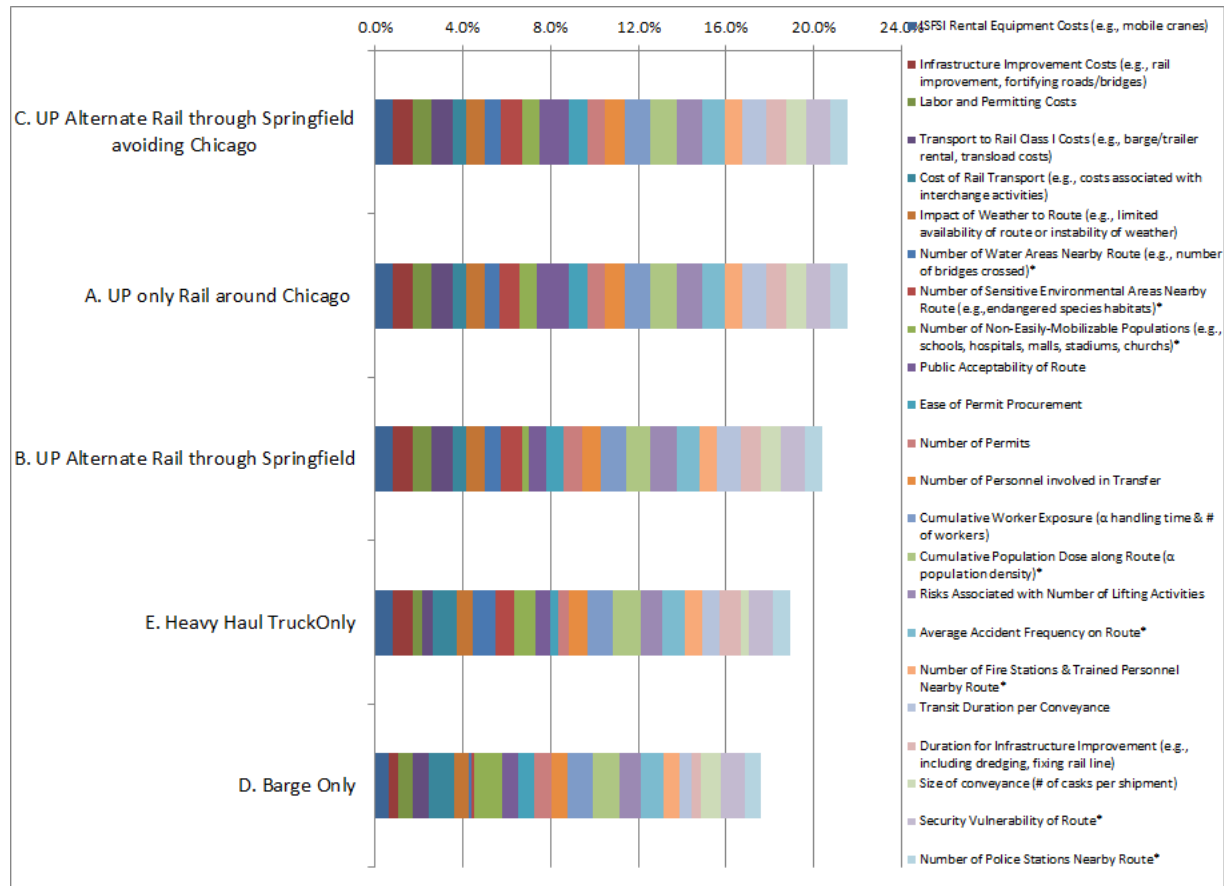 0.0% 4.0% 8.0% 12.0% 16.0% 20.0% 24.0%
C. UP Alternate Rail through Springfield
avoiding Chicago
A. UP only Rail around Chicago
B. UP Alternate Rail through Springfield
E. Heavy Haul TruckOnly
D. Barge Only
ISFSI Rental Equipment Costs (e.g., mobile cranes)
Infrastructure Improvement Costs (e.g., rail
improvement, fortifying roads/bridges)
Labor and Permitting Costs
Transport to Rail Class I Costs (e.g., barge/trailer
rental, transload costs)
Cost of Rail Transport (e.g., costs associated with
interchange activities)
Impact of Weather to Route (e.g., limited
availability of route or instability of weather)
Number of Water Areas Nearby Route (e.g., number
of bridges crossed)*
Number of Sensitive Environmental Areas Nearby
Route (e.g.,endangered species habitats)*
Number of Non-Easily-Mobilizable Populations (e.g.,
schools, hospitals, malls, stadiums, churchs)*
Public Acceptability of Route
Ease of Permit Procurement
Number of Permits
Number of Personnel involved in Transfer
Cumulative Worker Exposure (α handling time & #
of workers)
Cumulative Population Dose along Route (α
population density)*
Risks Associated with Number of Lifting Activities
Average Accident Frequency on Route*
Number of Fire Stations & Trained Personnel
Nearby Route*
Transit Duration per Conveyance
Duration for Infrastructure Improvement (e.g.,
including dredging, fixing rail line)
Size of conveyance (# of casks per shipment)
Security Vulnerability of Route*
Number of Police Stations Nearby Route*